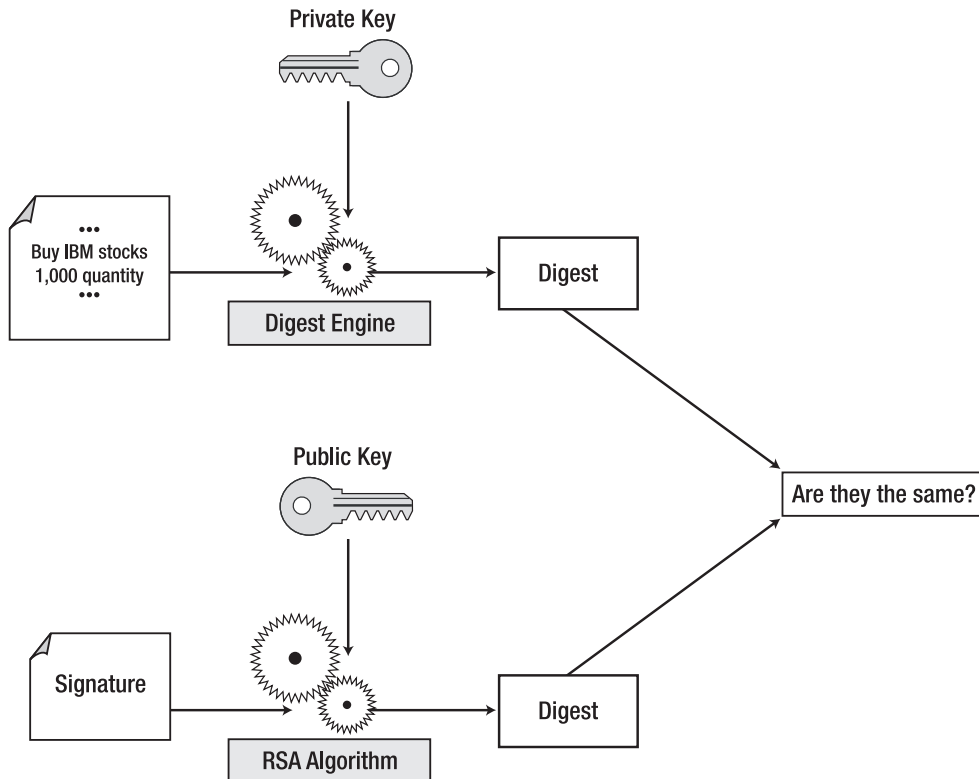 Private Key
•••
Buy IBM stocks
1,000 quantity
•••
Digest Engine
Digest
Public Key
Are they the same?
Signature
RSA Algorithm
Digest